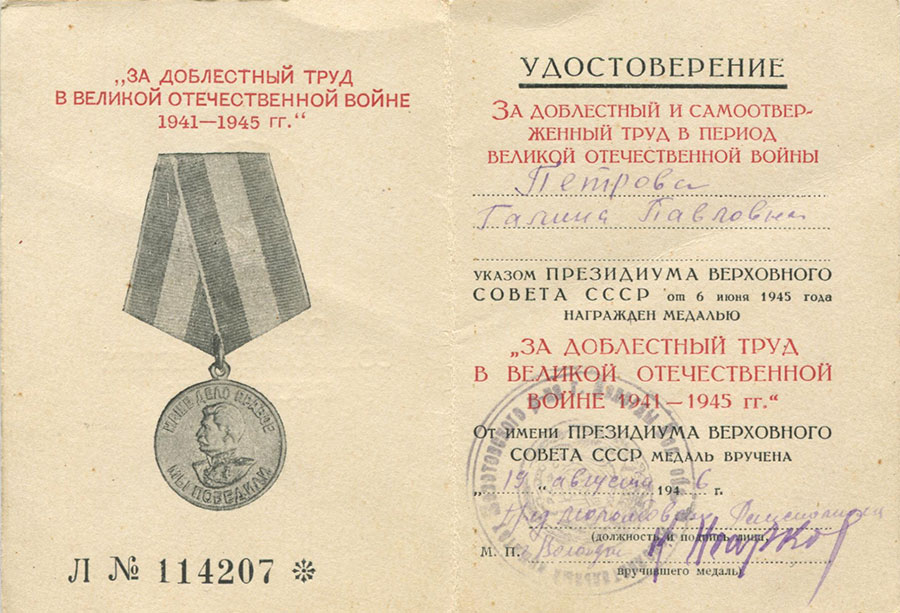 „ЗА ДОБЛЕСТНЫЙ ТРУД
В ВЕЛИКОЙ ОТЕЧЕСТВЕННОЙ ВОЙНЕ
1941—1945 гг.“
НАШЕ ДЕЛО ПРАВОЕ
МЫ ПОБЕДИЛИ
Л № 114207 ※
УДОСТОВЕРЕНИЕ
ЗА ДОБЛЕСТНЫЙ И САМООТВЕР-
ЖЕННЫЙ ТРУД В ПЕРИОД
ВЕЛИКОЙ ОТЕЧЕСТВЕННОЙ ВОЙНЫ
Петрова
Галина Павловна
УКАЗОМ ПРЕЗИДИУМА ВЕРХОВНОГО
СОВЕТА СССР от 6 июня 1945 года
НАГРАЖДЕН МЕДАЛЬЮ
„ЗА ДОБЛЕСТНЫЙ ТРУД
В ВЕЛИКОЙ ОТЕЧЕСТВЕННОЙ
ВОЙНЕ 1941—1945 гг.“
От имени ПРЕЗИДИУМА ВЕРХОВНОГО
СОВЕТА СССР МЕДАЛЬ ВРУЧЕНА
„19“ августа 1946 г.
(должность и подпись лица,
М. П. г. Вологды
вручившего медаль)